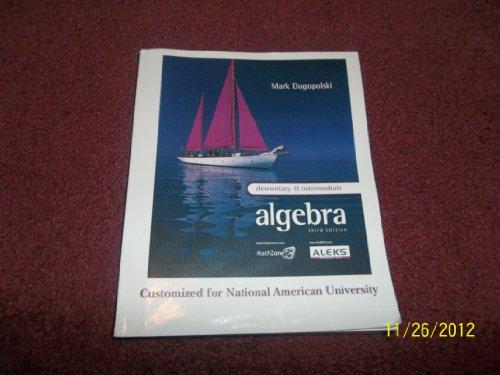 Mark Dugopolski
elementary & intermediate
algebra
third edition
MathZone
ALEKS
Customized for National American University
11/26/2012